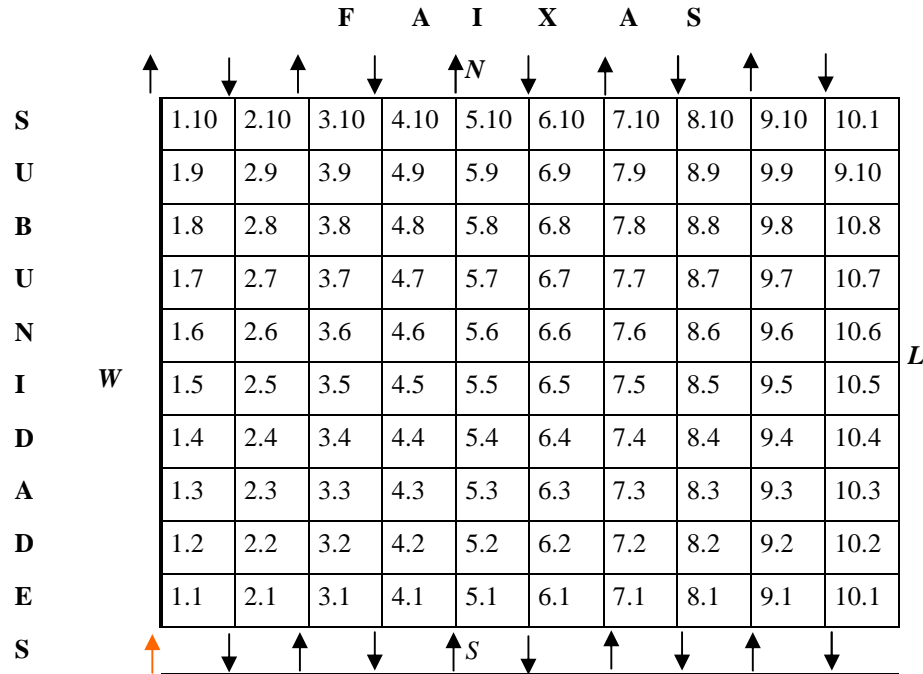 F A I X A S
N
S 1.10 2.10 3.10 4.10 5.10 6.10 7.10 8.10 9.10 10.1
U 1.9 2.9 3.9 4.9 5.9 6.9 7.9 8.9 9.9 9.10
B 1.8 2.8 3.8 4.8 5.8 6.8 7.8 8.8 9.8 10.8
U 1.7 2.7 3.7 4.7 5.7 6.7 7.7 8.7 9.7 10.7
N 1.6 2.6 3.6 4.6 5.6 6.6 7.6 8.6 9.6 10.6
L
I W 1.5 2.5 3.5 4.5 5.5 6.5 7.5 8.5 9.5 10.5
D 1.4 2.4 3.4 4.4 5.4 6.4 7.4 8.4 9.4 10.4
A 1.3 2.3 3.3 4.3 5.3 6.3 7.3 8.3 9.3 10.3
D 1.2 2.2 3.2 4.2 5.2 6.2 7.2 8.2 9.2 10.2
E 1.1 2.1 3.1 4.1 5.1 6.1 7.1 8.1 9.1 10.1
S S